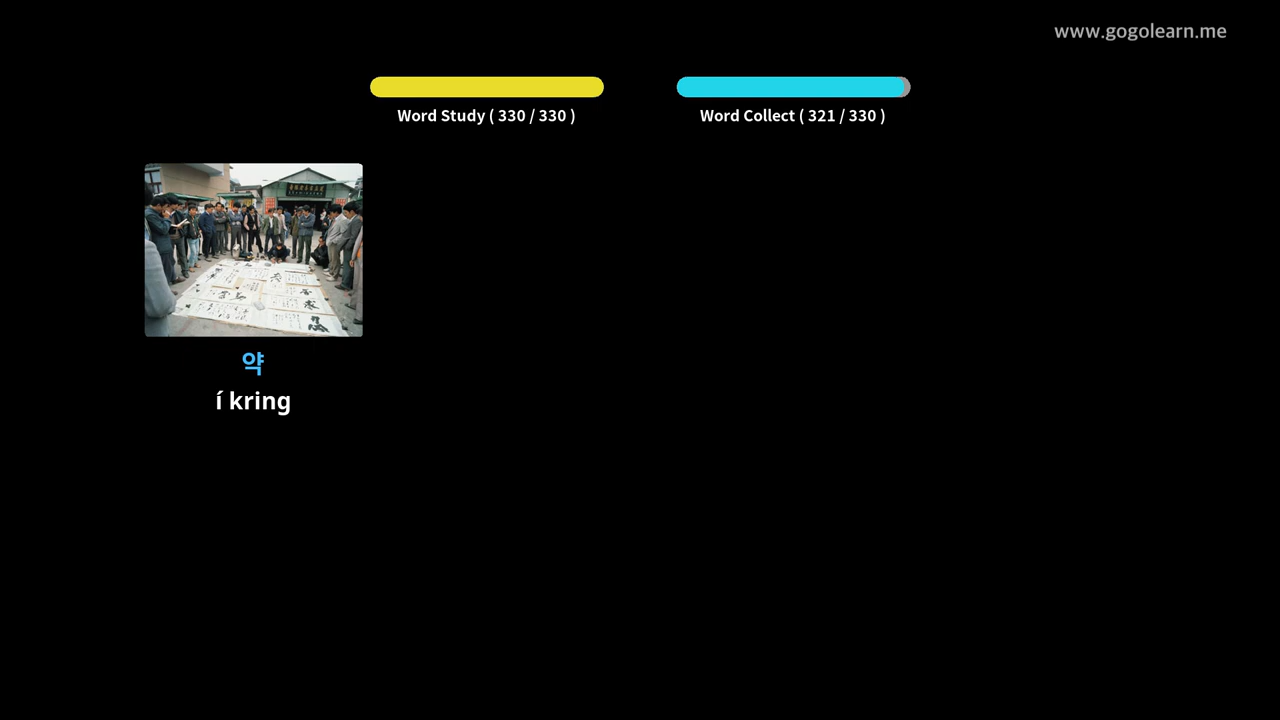 www.gogolearn.me
Word Study ( 330 / 330 )
Word Collect ( 321 / 330 )
약
í kring